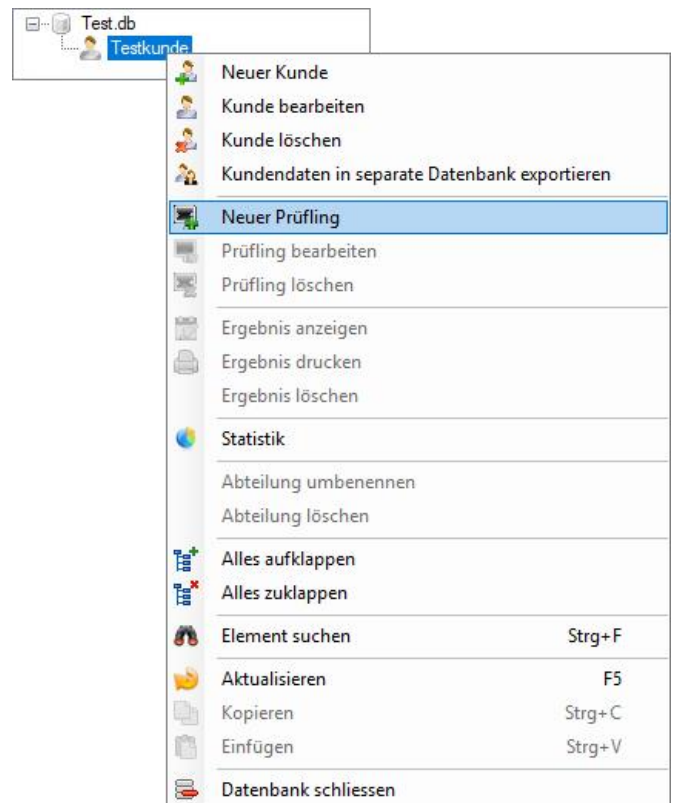 Test.db
Testkunde
Neuer Kunde
Kunde bearbeiten
Kunde löschen
Kundendaten in separate Datenbank exportieren
Neuer Prüfling
Prüfling bearbeiten
Prüfling löschen
Ergebnis anzeigen
Ergebnis drucken
Ergebnis löschen
Statistik
Abteilung umbenennen
Abteilung löschen
Alles aufklappen
Alles zuklappen
Element suchen Strg+F
Aktualisieren F5
Kopieren Strg+C
Einfügen Strg+V
Datenbank schliessen